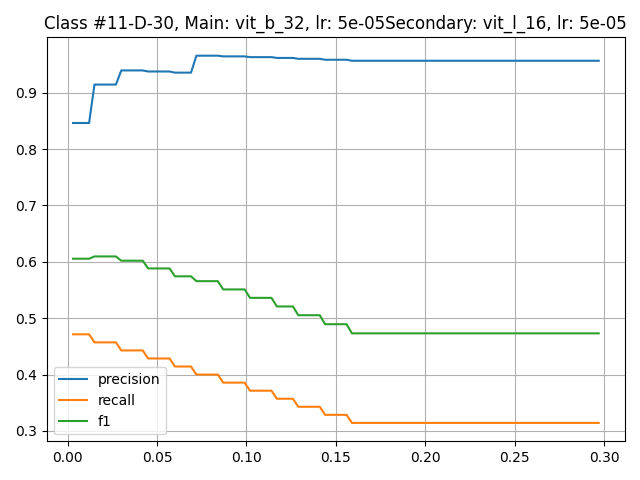 Class #11-D-30, Main: vit_b_32, lr: 5e-05Secondary: vit_l_16, lr: 5e-05
0.9
0.8
0.7
0.6
0.5
0.4
0.3
precision
recall
f1
0.00 0.05 0.10 0.15 0.20 0.25 0.30